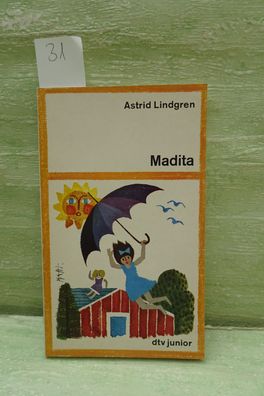 31
Astrid Lindgren
Madita
dtv junior